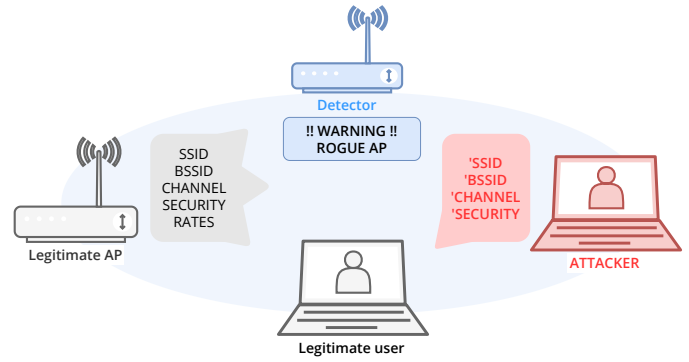 Detector
!! WARNING !!
ROGUE AP
SSID
BSSID
CHANNEL
SECURITY
RATES
Legitimate AP
'SSID
'BSSID
'CHANNEL
'SECURITY
ATTACKER
Legitimate user